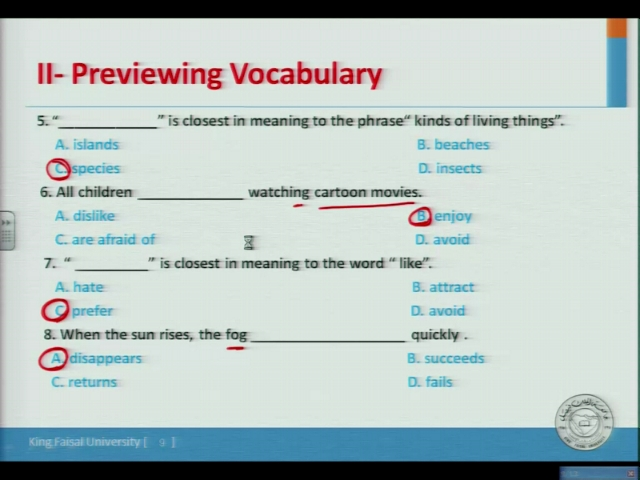 II- Previewing Vocabulary
5. "____________" is closest in meaning to the phrase" kinds of living things".
A. islands B. beaches
C. species D. insects
6. All children ____________ watching cartoon movies.
A. dislike B. enjoy
C. are afraid of D. avoid
7. " _________" is closest in meaning to the word " like".
A. hate B. attract
C. prefer D. avoid
8. When the sun rises, the fog __________________ quickly .
A. disappears B. succeeds
C. returns D. fails
King Faisal University [ 9 ]